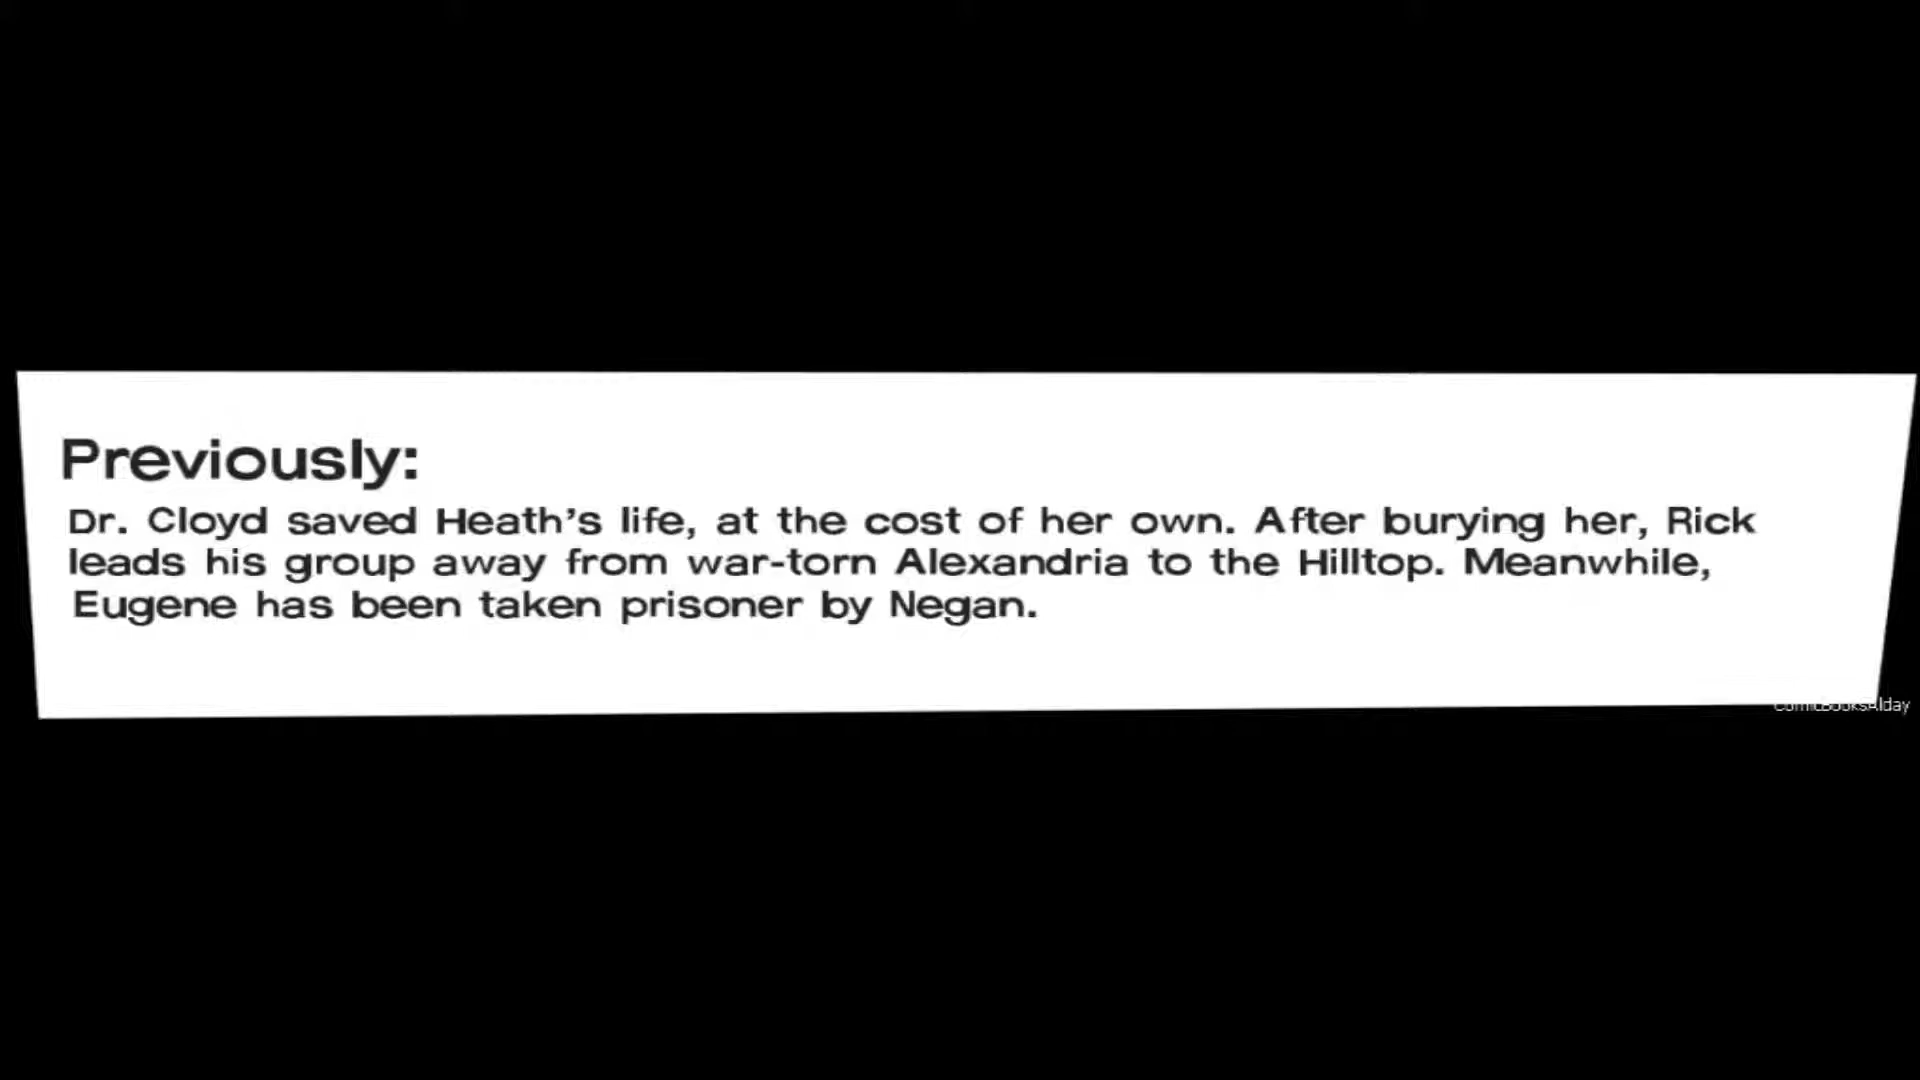 Previously:
Dr. Cloyd saved Heath's life, at the cost of her own. After burying her, Rick
leads his group away from war-torn Alexandria to the Hilltop. Meanwhile,
Eugene has been taken prisoner by Negan.
ComicBooksAlday